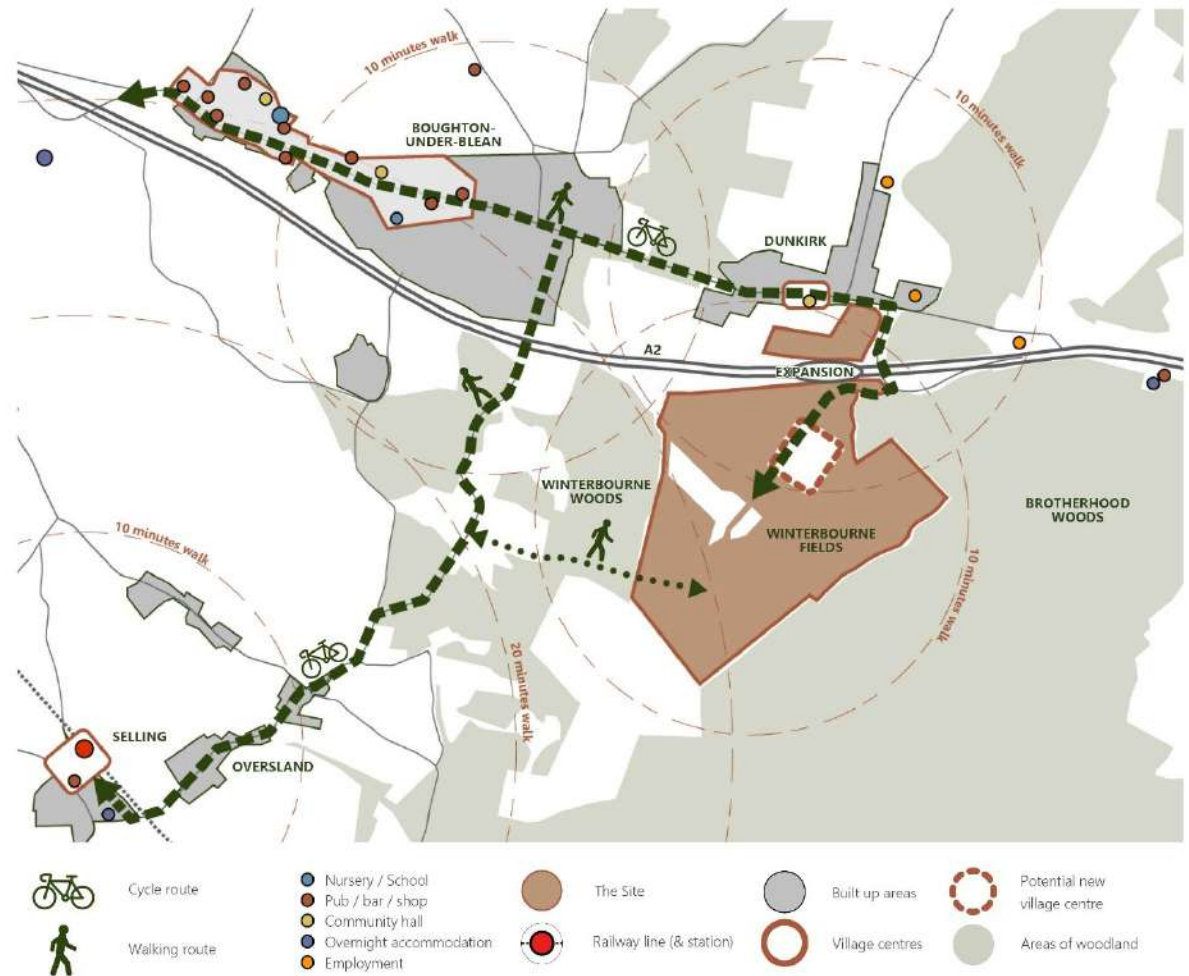 10 minutes walk
10 minutes walk
BOUGHTON-
UNDER-BLEAN
DUNKIRK
A2
EXPANSION
WINTERBOURNE
WOODS
WINTERBOURNE
FIELDS
BROTHERHOOD
WOODS
10 minutes walk
10 minutes walk
20 minutes walk
SELLING
OVERSLAND
Cycle route
Walking route
Nursery / School
Pub / bar / shop
Community hall
Overnight accommodation
Employment
The Site
Railway line (& station)
Built up areas
Village centres
Potential new
village centre
Areas of woodland